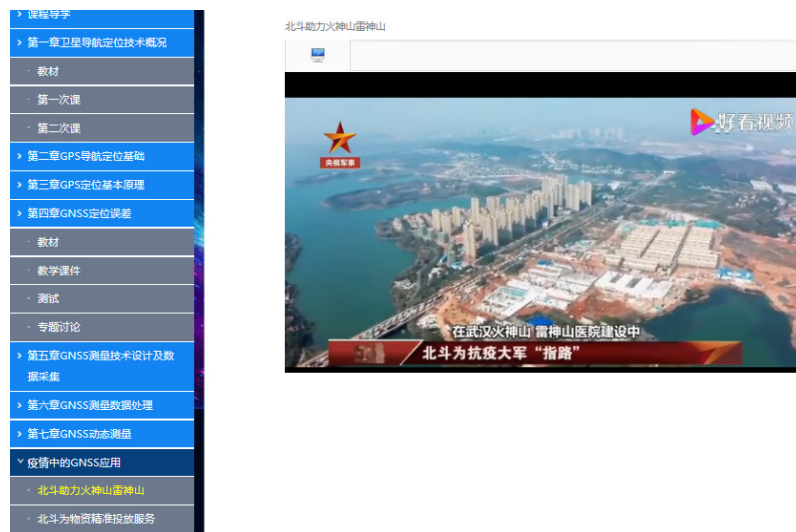 课程导学
第一章卫星导航定位技术概况
教材
第一次课
第二次课
第二章GPS导航定位基础
第三章GPS定位基本原理
第四章GNSS定位误差
教材
教学课件
测试
专题讨论
第五章GNSS测量技术设计及数
据采集
第六章GNSS测量数据处理
第七章GNSS动态测量
疫情中的GNSS应用
北斗助力火神山雷神山
北斗为物资精准投放服务
北斗助力火神山雷神山
好看视频
央视军事
在武汉火神山 雷神山医院建设中
北斗为抗疫大军“指路”